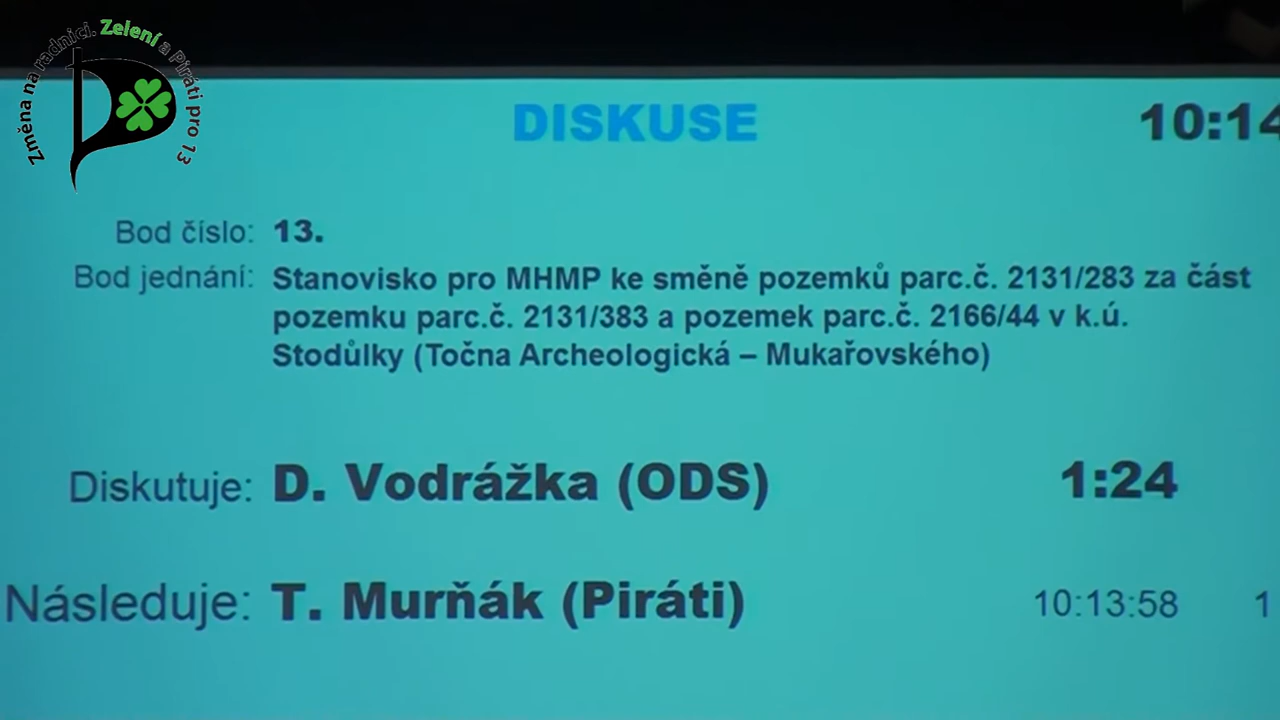 Změna na radnici. Zelení a Piráti pro 13
DISKUSE
10:14
Bod číslo: 13.
Bod jednání: Stanovisko pro MHMP ke směně pozemků parc.č. 2131/283 za část
pozemku parc.č. 2131/383 a pozemek parc.č. 2166/44 v k.ú.
Stodůlky (Točna Archeologická – Mukařovského)
Diskutuje: D. Vodrážka (ODS) 1:24
Následuje: T. Murňák (Piráti) 10:13:58 1